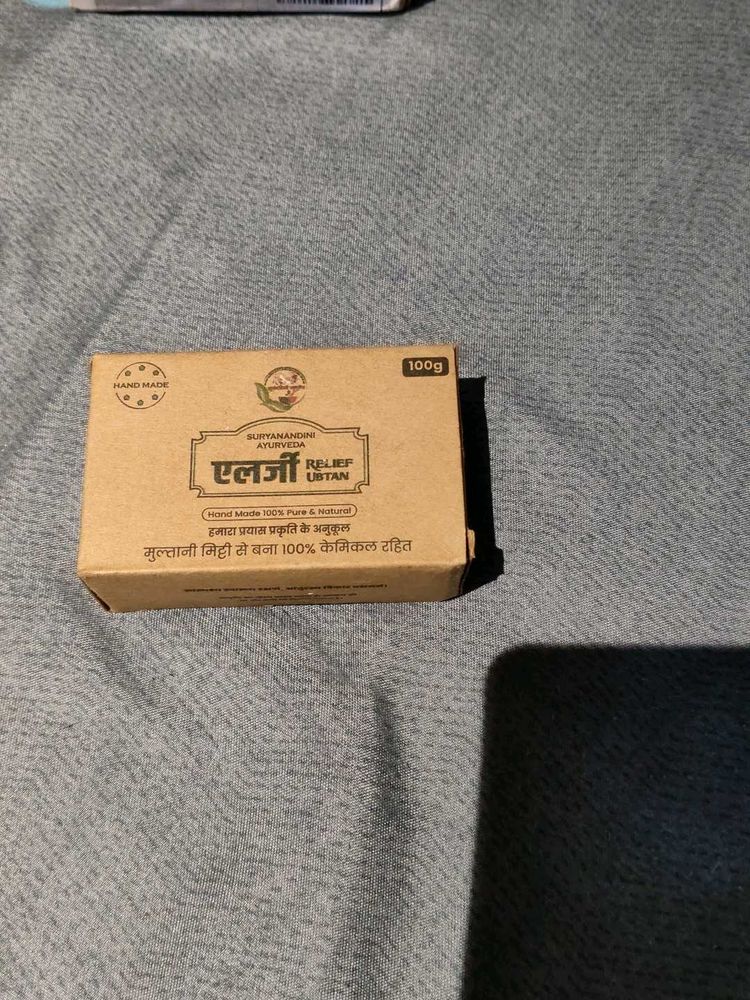 100g
HAND MADE
SURYANANDINI
AYURVEDA
एलर्जी RELIEF UBTAN
Hand Made 100% Pure & Natural
हमारा प्रयास प्रकृति के अनुकूल
मुल्तानी मिट्टी से बना 100% केमिकल रहित